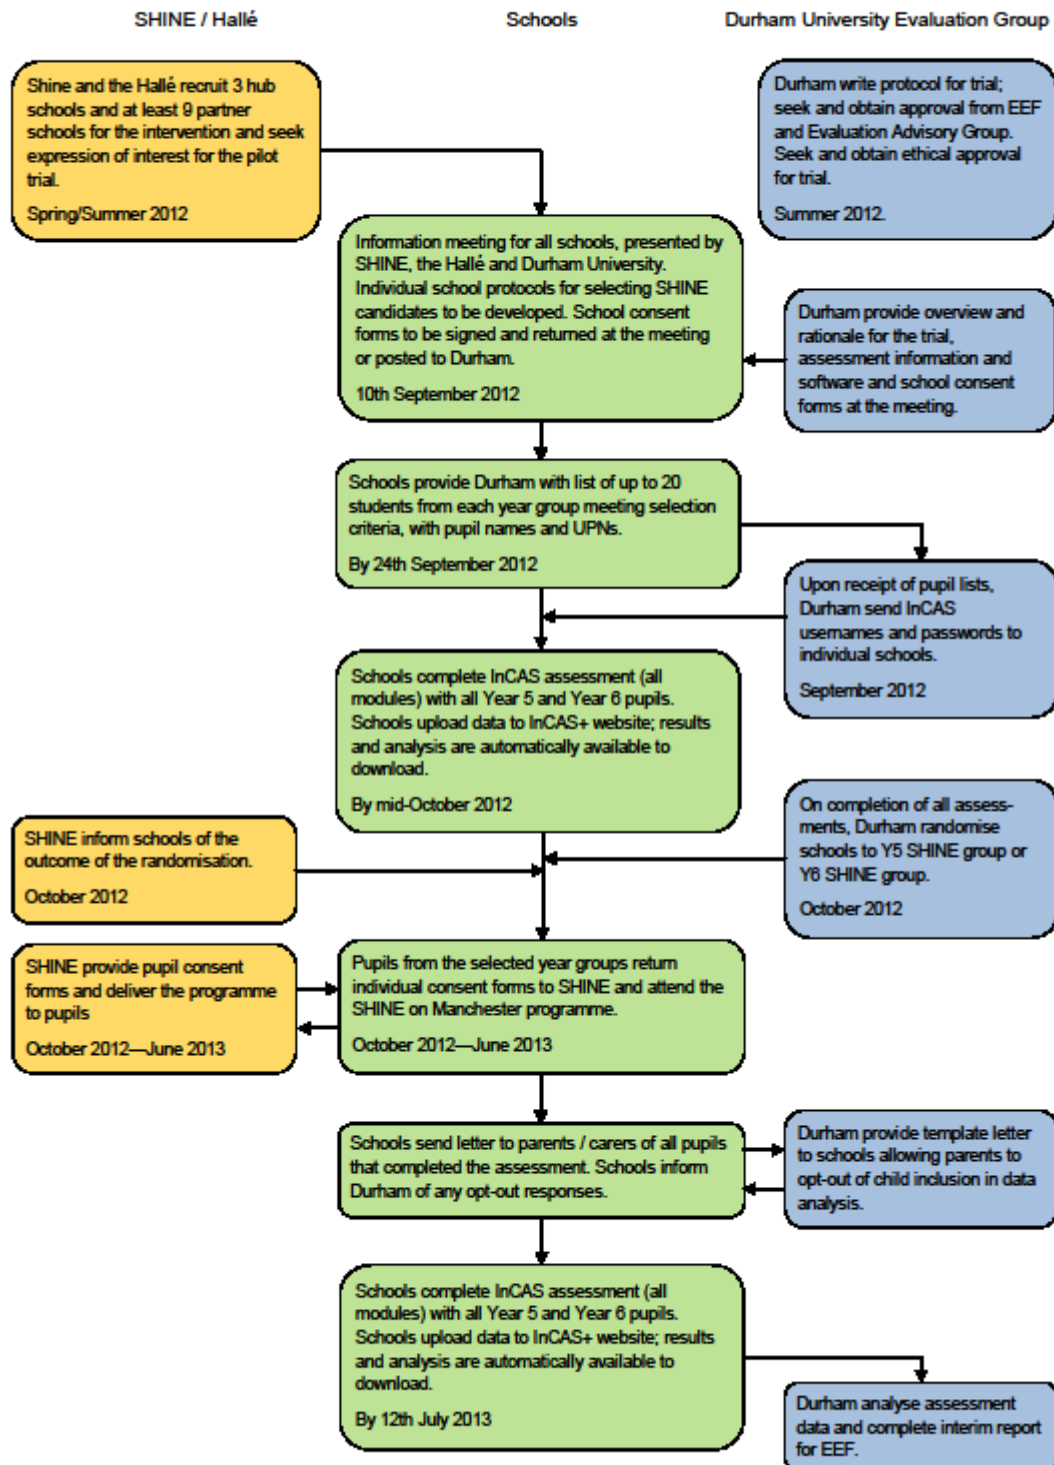 SHINE / Hallé
Schools
Durham University Evaluation Group
Shine and the Hallé recruit 3 hub
schools and at least 9 partner
schools for the intervention and seek
expression of interest for the pilot
trial.
Spring/Summer 2012
Durham write protocol for trial;
seek and obtain approval from EEF
and Evaluation Advisory Group.
Seek and obtain ethical approval
for trial.
Summer 2012.
Information meeting for all schools, presented by
SHINE, the Hallé and Durham University.
Individual school protocols for selecting SHINE
candidates to be developed. School consent
forms to be signed and returned at the meeting
or posted to Durham.
10th September 2012
Durham provide overview and
rationale for the trial,
assessment information and
software and school consent
forms at the meeting.
Schools provide Durham with list of up to 20
students from each year group meeting selection
criteria, with pupil names and UPNs.
By 24th September 2012
Upon receipt of pupil lists,
Durham send InCAS
usernames and passwords to
individual schools.
September 2012
Schools complete InCAS assessment (all
modules) with all Year 5 and Year 6 pupils.
Schools upload data to InCAS+ website; results
and analysis are automatically available to
download.
By mid-October 2012
SHINE inform schools of the
outcome of the randomisation.
October 2012
On completion of all assess-
ments, Durham randomise
schools to Y5 SHINE group or
Y6 SHINE group.
October 2012
SHINE provide pupil consent
forms and deliver the programme
to pupils
October 2012—June 2013
Pupils from the selected year groups return
individual consent forms to SHINE and attend the
SHINE on Manchester programme.
October 2012—June 2013
Schools send letter to parents / carers of all pupils
that completed the assessment. Schools inform
Durham of any opt-out responses.
Durham provide template letter
to schools allowing parents to
opt-out of child inclusion in data
analysis.
Schools complete InCAS assessment (all
modules) with all Year 5 and Year 6 pupils.
Schools upload data to InCAS+ website; results
and analysis are automatically available to
download.
By 12th July 2013
Durham analyse assessment
data and complete interim report
for EEF.